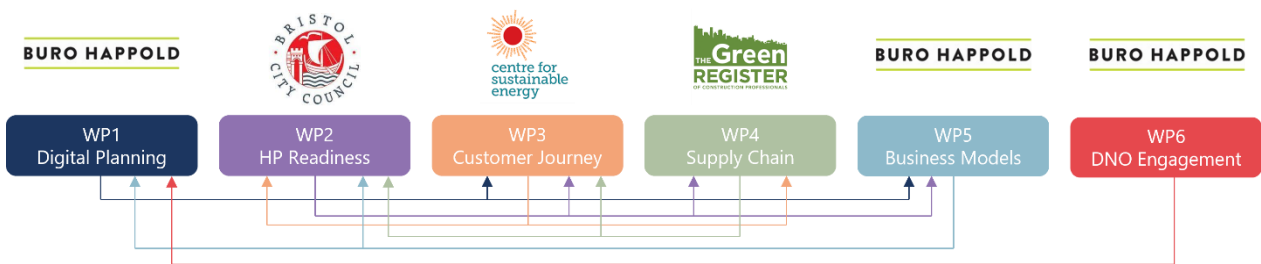 BURO HAPPOLD
BRISTOL
CITY COUNCIL
centre for
sustainable
energy
THE Green
REGISTER
OF CONSTRUCTION PROFESSIONALS
BURO HAPPOLD
BURO HAPPOLD
WP1
Digital Planning
WP2
HP Readiness
WP3
Customer Journey
WP4
Supply Chain
WP5
Business Models
WP6
DNO Engagement